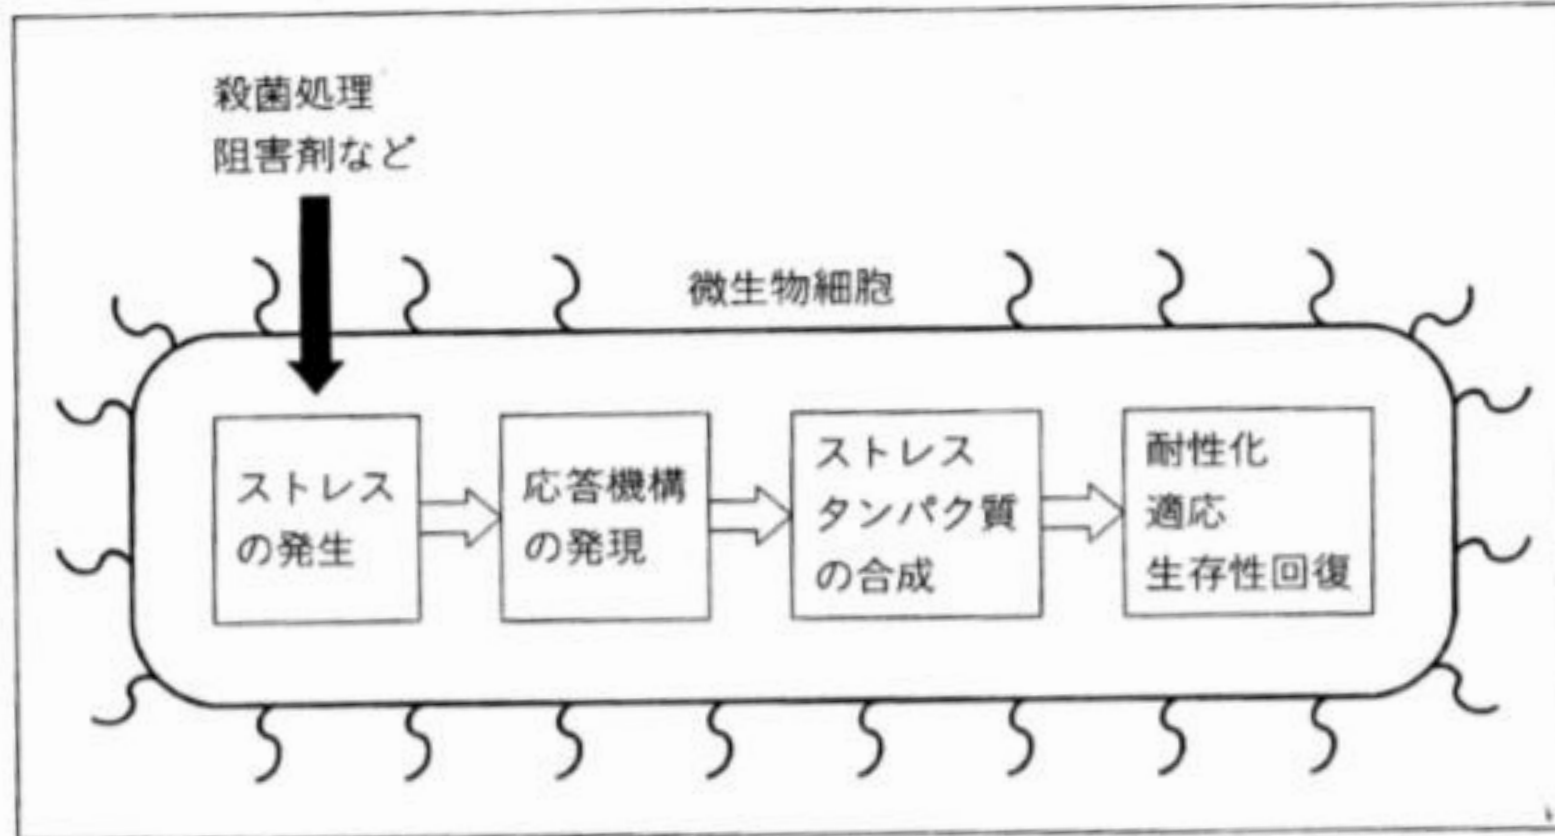 殺菌処理
阻害剤など
微生物細胞
ストレス
の発生
応答機構
の発現
ストレス
タンパク質
の合成
耐性化
適応
生存性回復